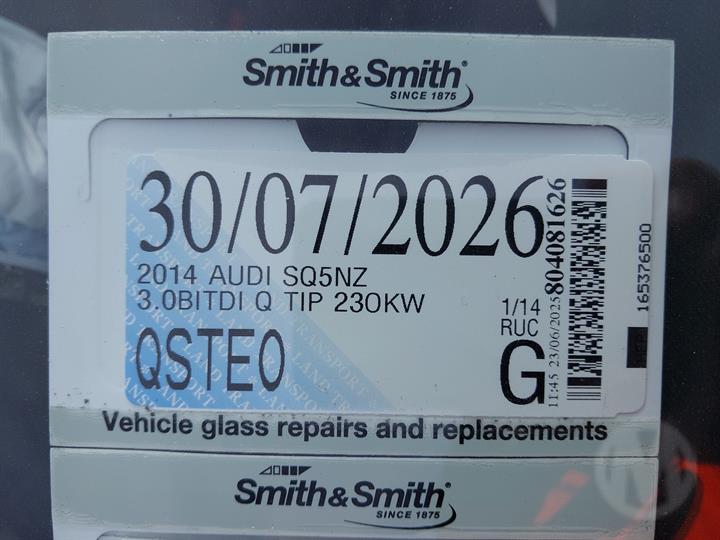 Smith&Smith®
SINCE 1875
30/07/2026
2014 AUDI SQ5NZ
3.0BITDI Q TIP 230KW
1/14
RUC
QSTEO
G
11:45 23/06/2025
804081626
165376500
Vehicle glass repairs and replacements
Smith&Smith®
SINCE 1875